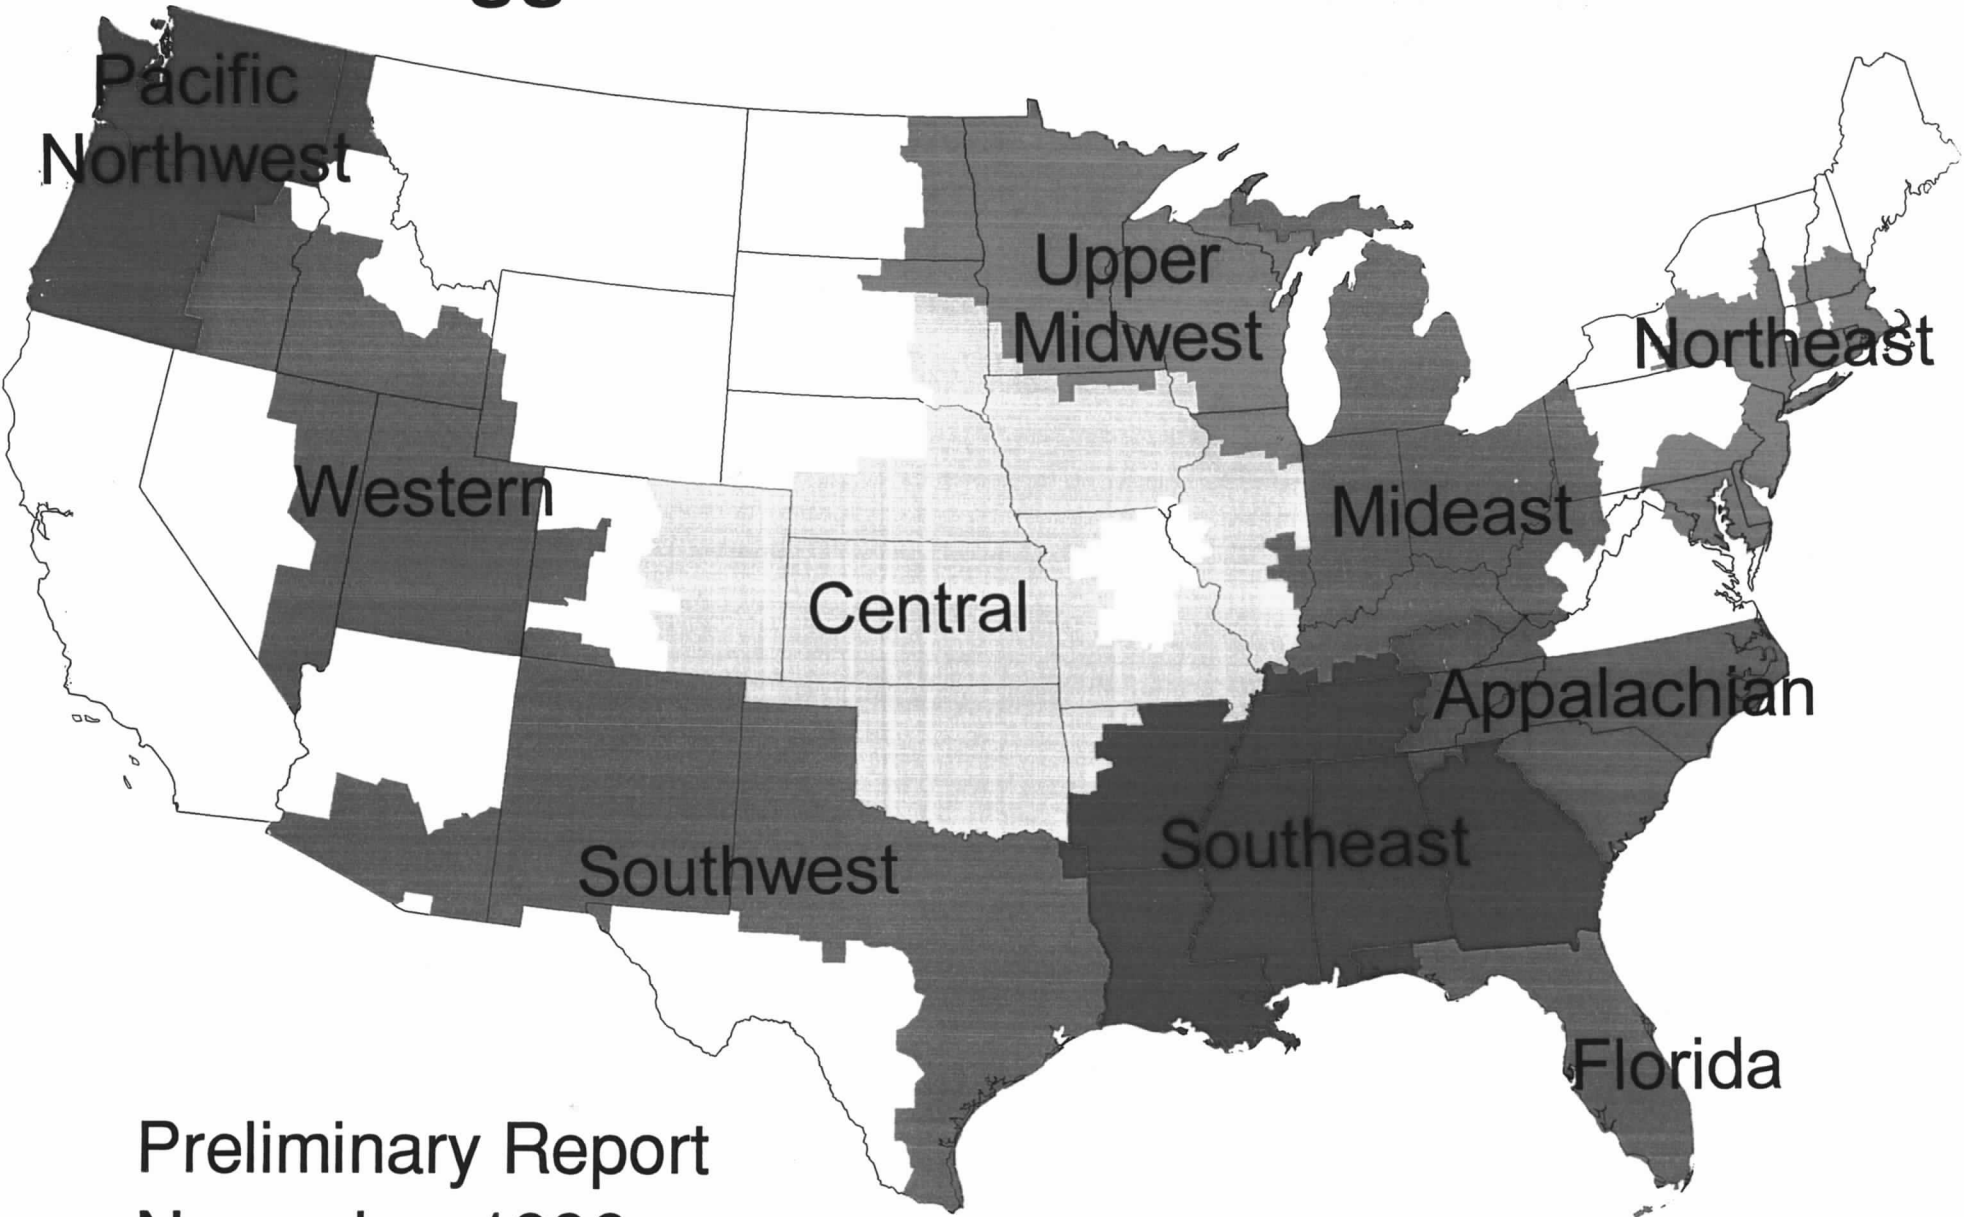 Pacific
Northwest
Upper
Midwest
Northeast
Western
Mideast
Central
Appalachian
Southwest
Southeast
Florida
Preliminary Report